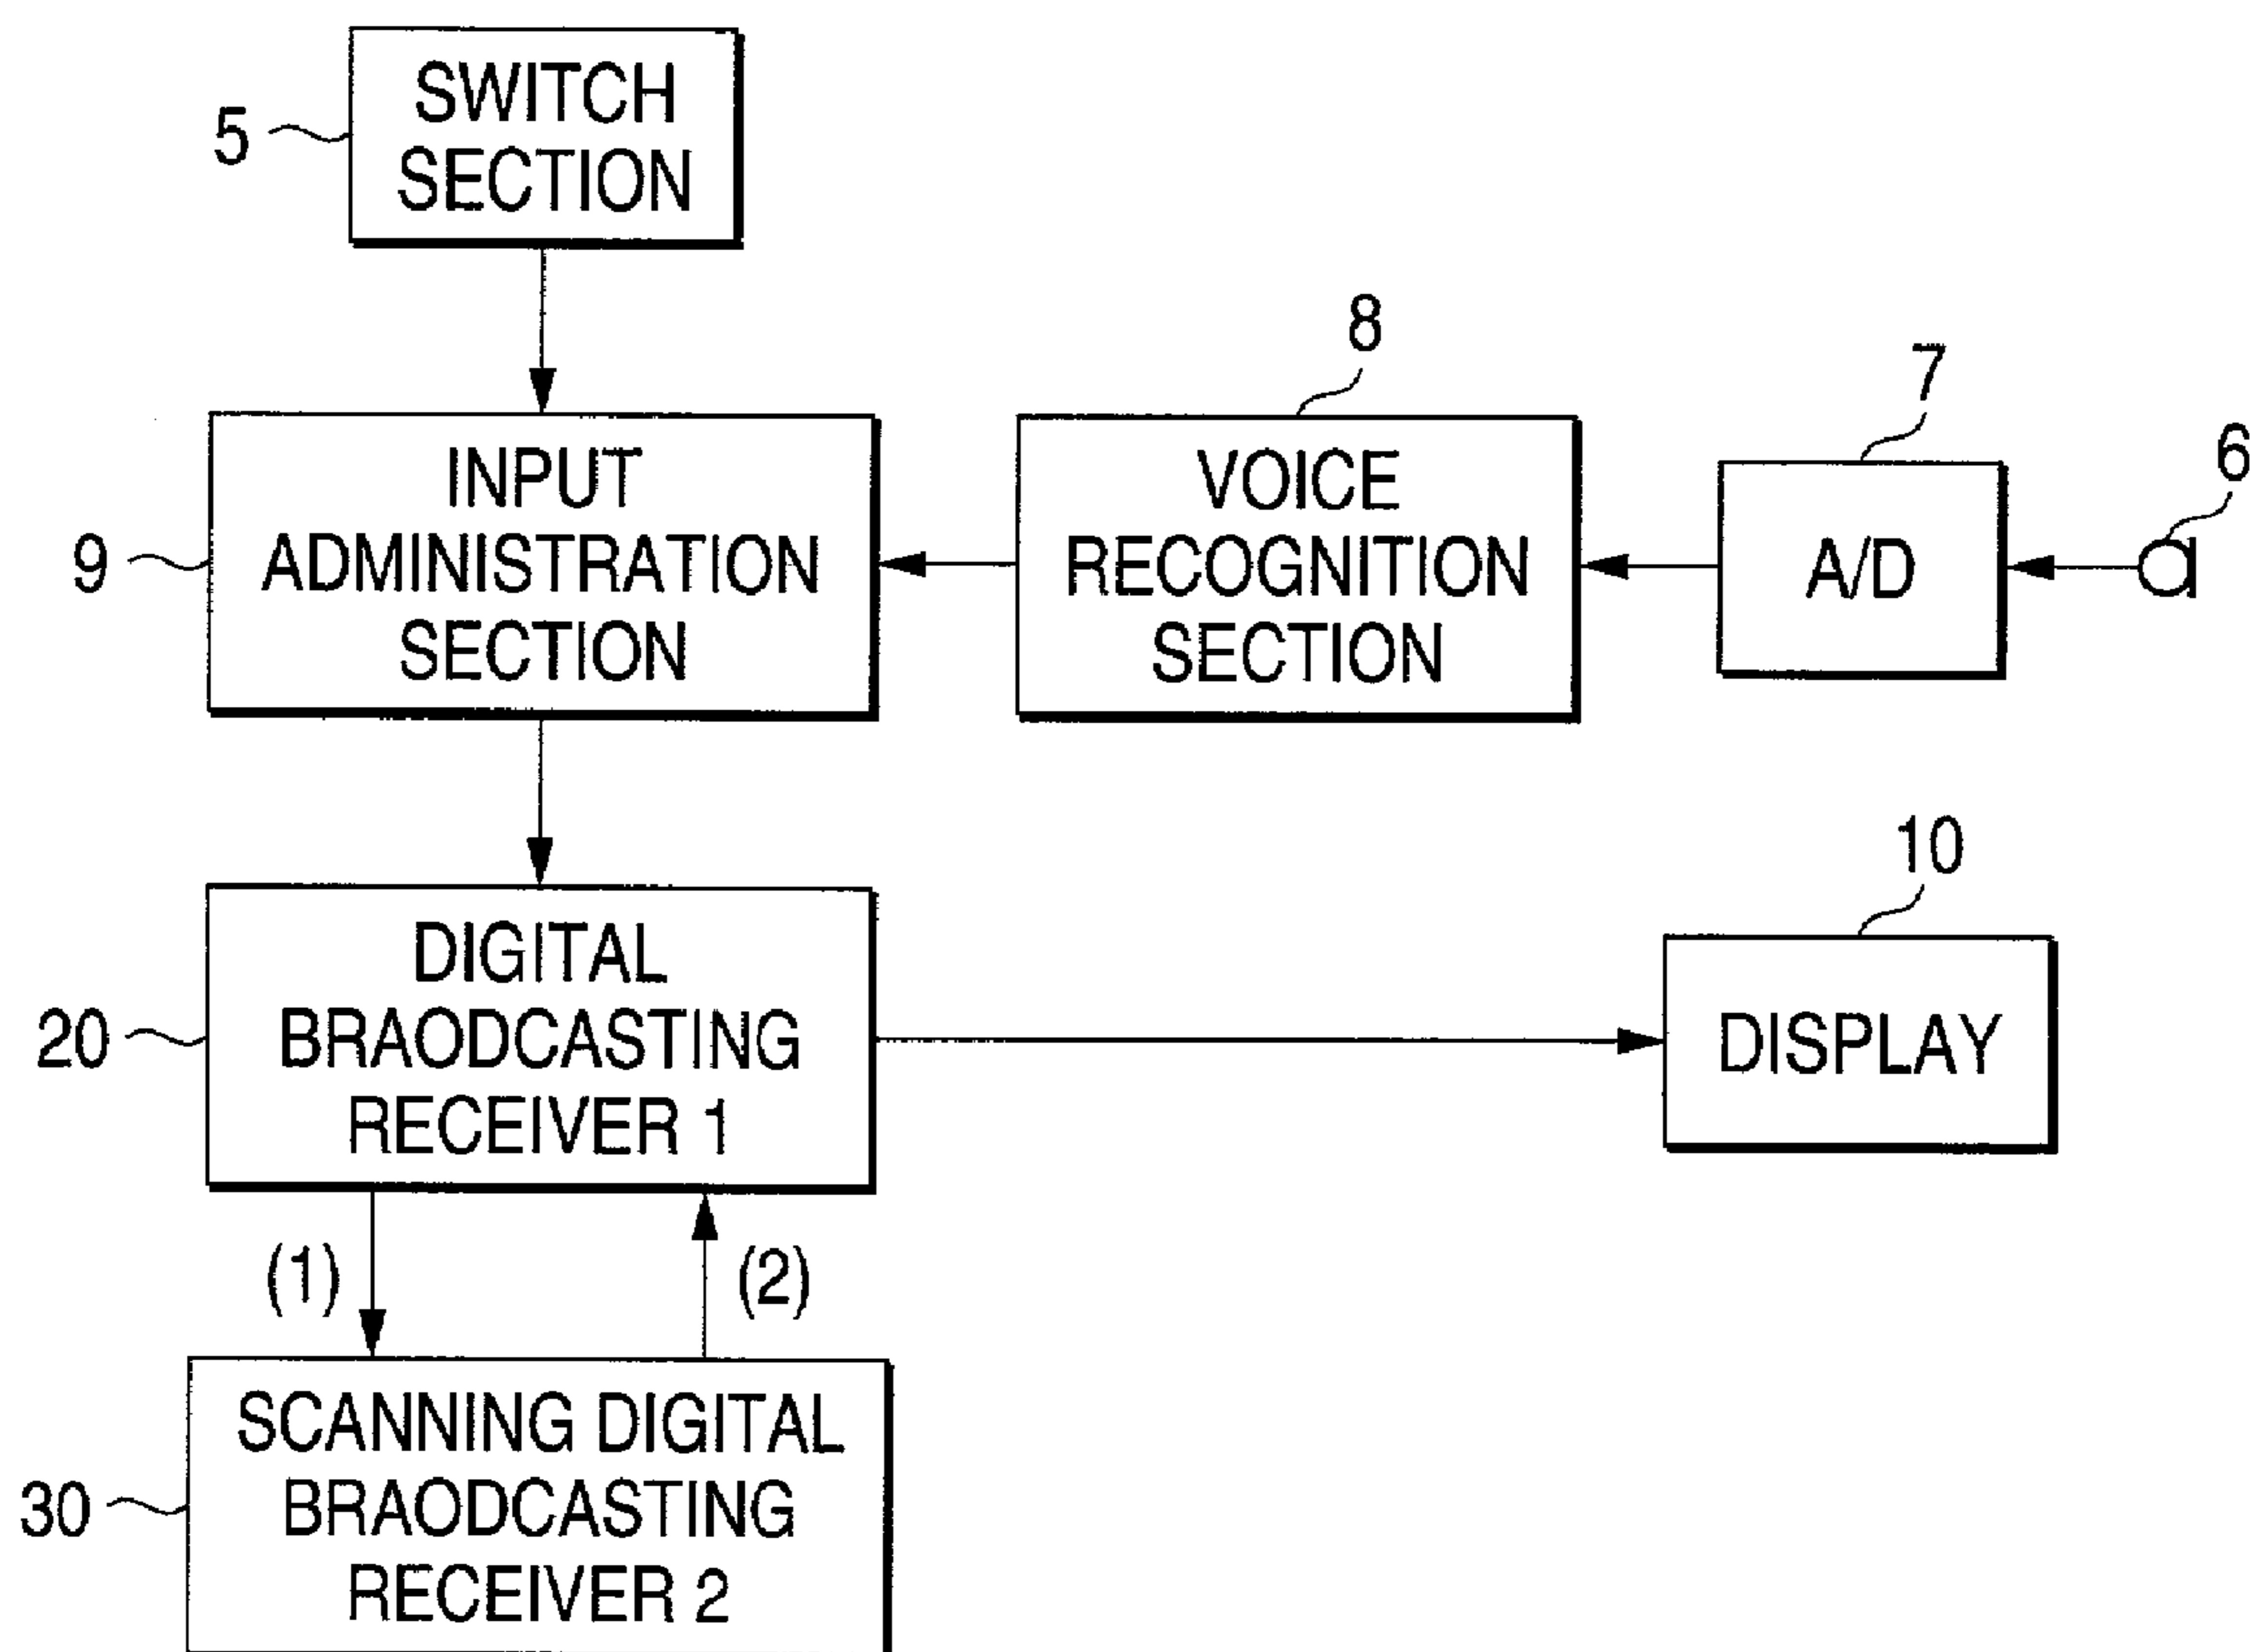 SWITCH
SECTION
5
8
7
6
INPUT
ADMINISTRATION
SECTION
9
VOICE
RECOGNITION
SECTION
A/D
10
DIGITAL
BRAODCASTING
RECEIVER 1
20
DISPLAY
(1)
(2)
SCANNING DIGITAL
BRAODCASTING
RECEIVER 2
30